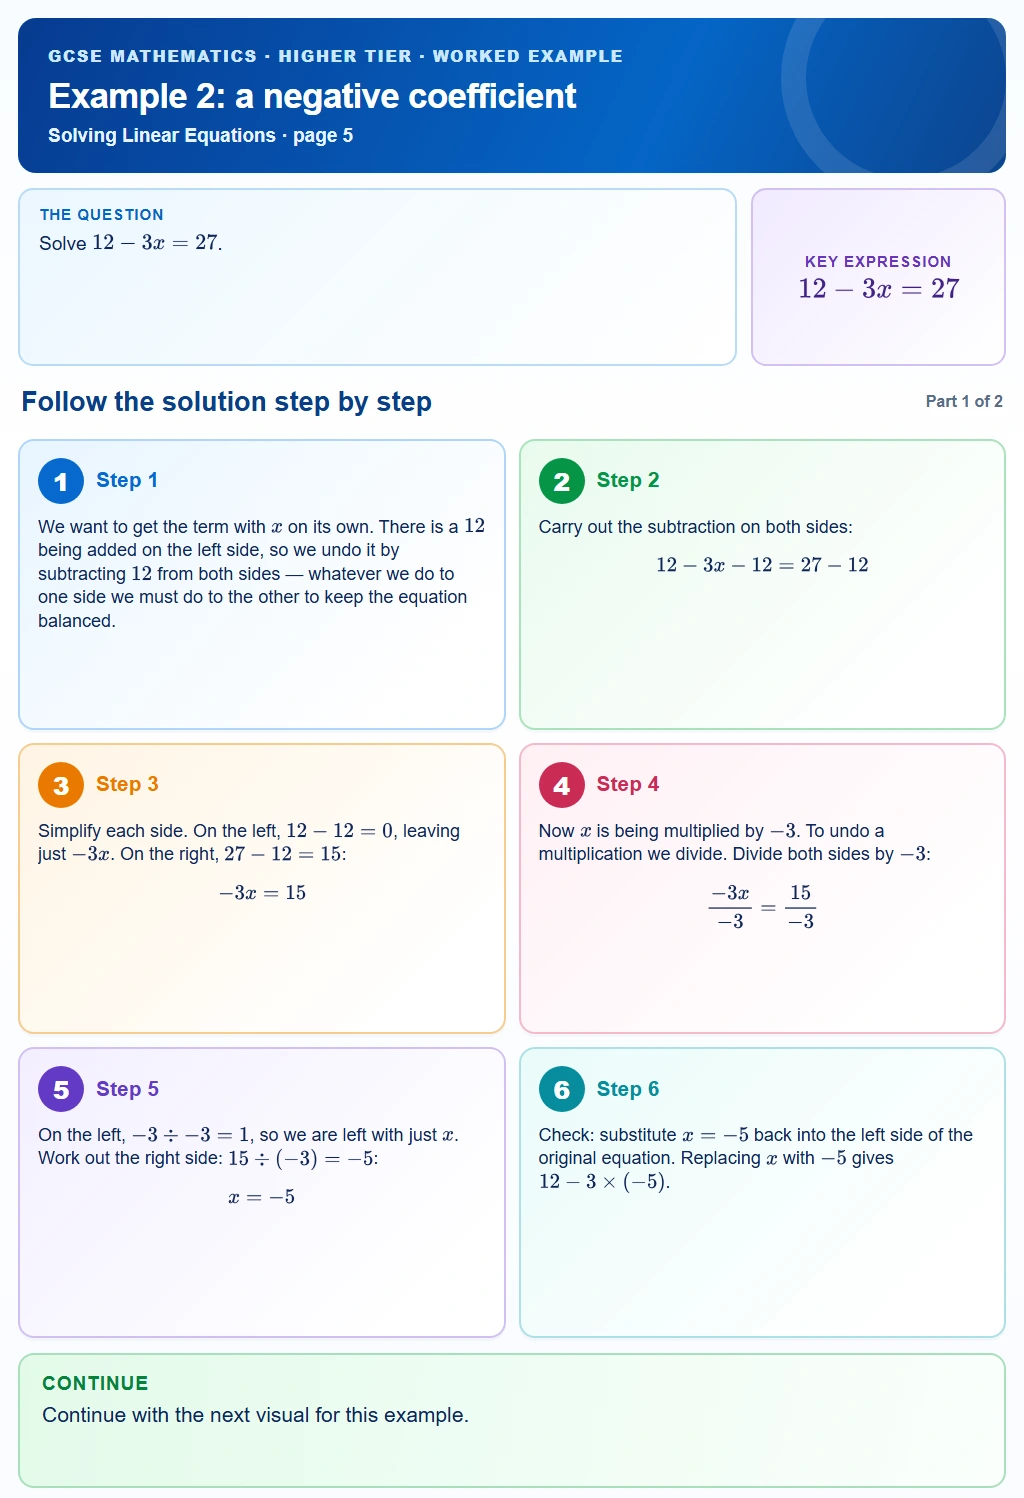 GCSE MATHEMATICS · HIGHER TIER · WORKED EXAMPLE
Example 2: a negative coefficient
Solving Linear Equations · page 5
THE QUESTION
Solve 12 − 3x = 27.
KEY EXPRESSION
12 − 3x = 27
Follow the solution step by step
Part 1 of 2
1 Step 1
We want to get the term with x on its own. There is a 12
being added on the left side, so we undo it by
subtracting 12 from both sides — whatever we do to
one side we must do to the other to keep the equation
balanced.
2 Step 2
Carry out the subtraction on both sides:
12 − 3x − 12 = 27 − 12
3 Step 3
Simplify each side. On the left, 12 − 12 = 0, leaving
just −3x. On the right, 27 − 12 = 15:
−3x = 15
4 Step 4
Now x is being multiplied by −3. To undo a
multiplication we divide. Divide both sides by −3:
−3x/−3 = 15/−3
5 Step 5
On the left, −3 ÷ −3 = 1, so we are left with just x.
Work out the right side: 15 ÷ (−3) = −5:
x = −5
6 Step 6
Check: substitute x = −5 back into the left side of the
original equation. Replacing x with −5 gives
12 − 3 × (−5).
CONTINUE
Continue with the next visual for this example.